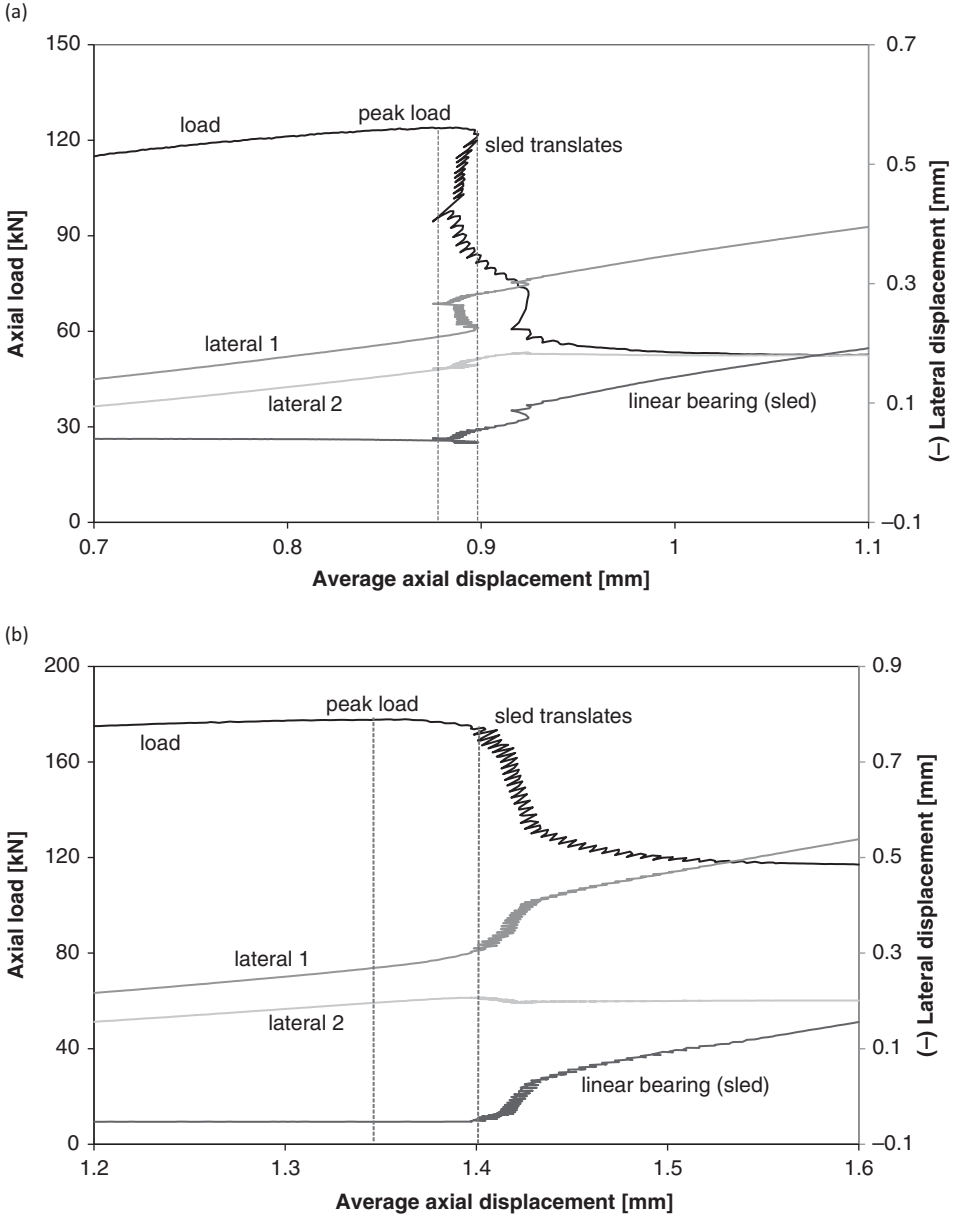 (a)
150
120
90
60
30
0
Axial load [kN]
0.7
0.5
0.3
0.1
–0.1
(–) Lateral displacement [mm]
load
peak load
sled translates
lateral 1
lateral 2
linear bearing (sled)
0.7 0.8 0.9 1 1.1
Average axial displacement [mm]
(b)
200
160
120
80
40
0
Axial load [kN]
0.9
0.7
0.5
0.3
0.1
–0.1
(–) Lateral displacement [mm]
peak load
sled translates
load
lateral 1
lateral 2
linear bearing (sled)
1.2 1.3 1.4 1.5 1.6
Average axial displacement [mm]